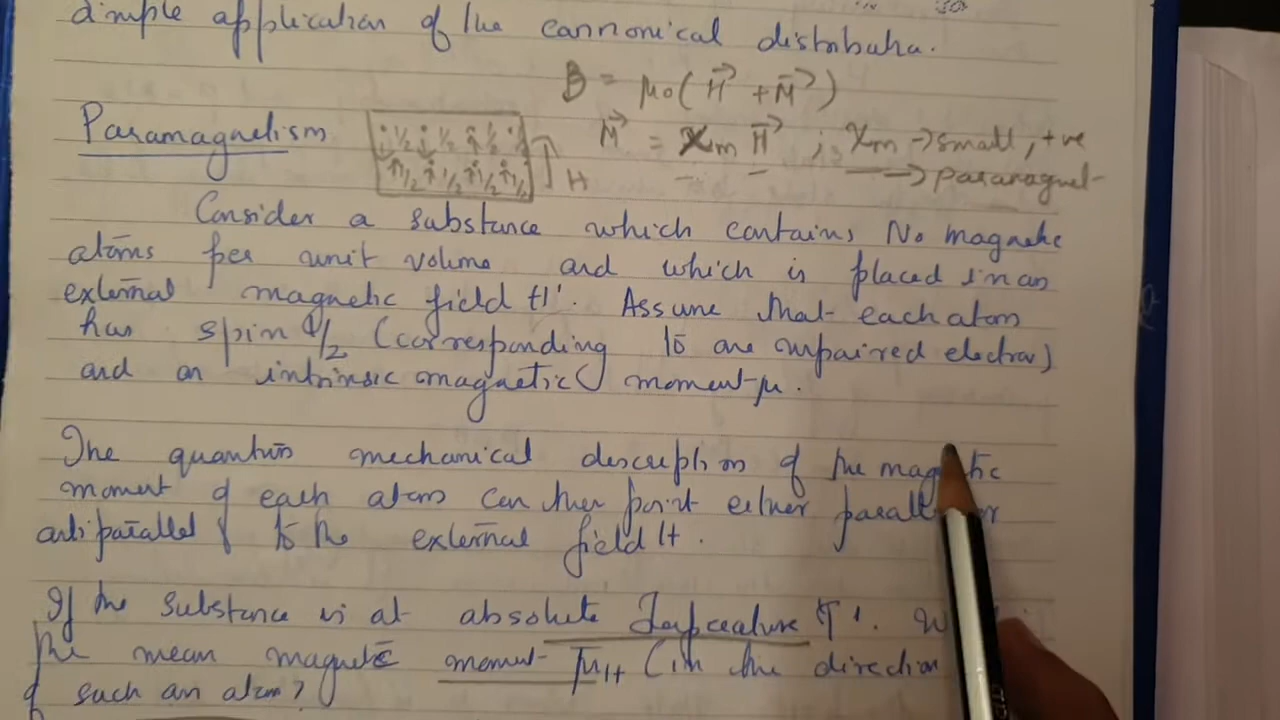 simple application of the cannonical distributia.
B = μ₀(H⃗ + M⃗)
Paramagnetism
M⃗ = χm H⃗ ; χm → small, +ve
H → paramagnet-
Consider a substance which contains No magnetic
atoms per unit volume and which is placed in an
external magnetic field 'H'. Assume that each atom
has spin 1/2 (corresponding to one unpaired electron)
and an intrinsic magnetic moment μ.
The quantum mechanical description of the magnetic
moment of each atom can then point either parallel or
antiparallel to the external field H.
If the substance is at absolute Temperature 'T'.
the mean magnetic moment μ̄H (in the direction
of such an atom?